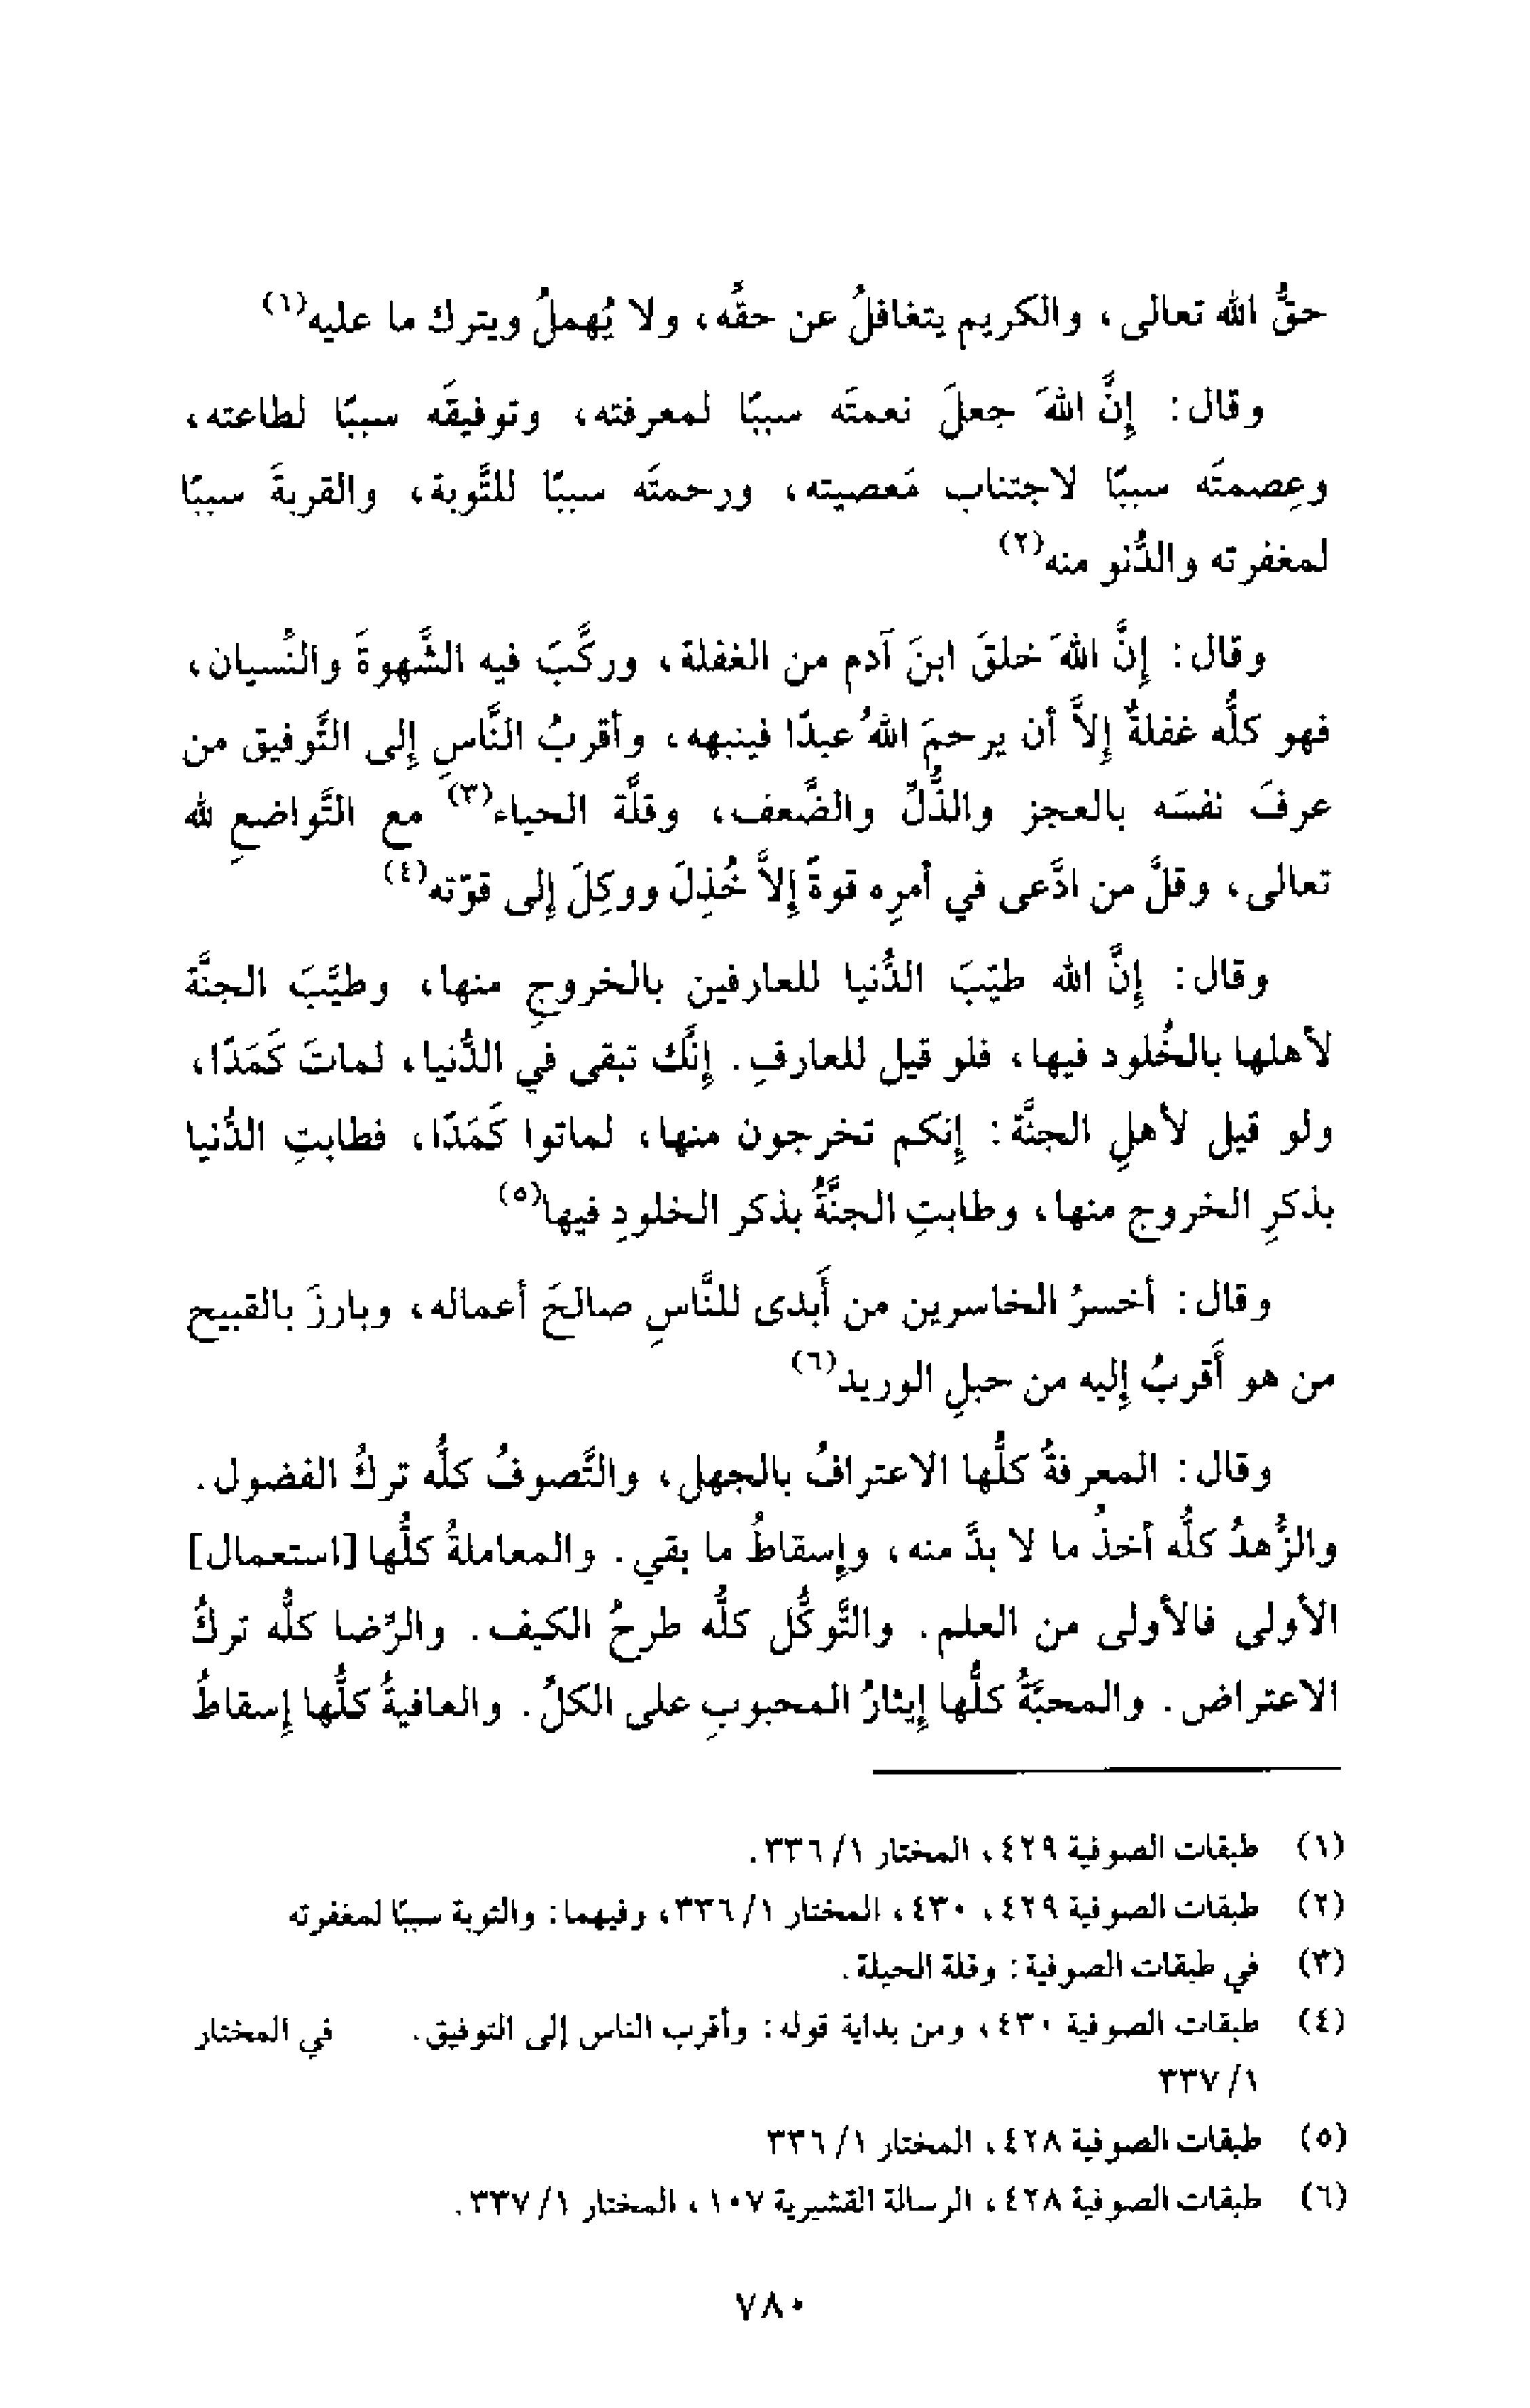 حقُّ الله تعالى، والكريم يتغافلُ عن حقُّه، ولا يُهملُ ويترك ما عليه(١)
وقال: إنَّ اللهَ جعلَ نعمتَه سببًا لمعرفته، وتوفيقَه سببًا لطاعته،
وعِصمتَه سببًا لاجتناب مَعصيته، ورحمتَه سببًا للتَّوبة، والقربةَ سببًا
لمغفرته والدُّنو منه(٢)
وقال: إنَّ اللهَ خلقَ ابنَ آدم من الغفلة، وركَّبَ فيه الشَّهوةَ والنُسيان،
فهو كلُّه غفلةٌ إلاَّ أن يرحمَ اللهُ عبدًا فينبهه، وأقربُ النَّاسِ إلى التَّوفيق من
عرفَ نفسَه بالعجز والذُّلِّ والضَّعف، وقلَّة الحياء(٣) مع التَّواضعِ لله
تعالى، وقلَّ من ادَّعى في أمرِه قوةً إلاَّ خُذِلَ ووكِلَ إلى قوّته(٤)
وقال: إنَّ الله طيّبَ الدُّنيا للعارفين بالخروجِ منها، وطيَّبَ الجنَّة
لأهلها بالخُلود فيها، فلو قيل للعارفِ. إنَّك تبقى في الدُّنيا، لماتَ كَمَدًا،
ولو قيل لأهلِ الجنَّة: إنكم تخرجون منها، لماتوا كَمَدًا، فطابتِ الدُّنيا
بذكرِ الخروج منها، وطابتِ الجنَّةُ بذكر الخلودِ فيها(٥)
وقال: أخسرُ الخاسرين من أَبدى للنَّاسِ صالحَ أعماله، وبارزَ بالقبيح
من هو أَقربُ إليه من حبلِ الوريد(٦)
وقال: المعرفةُ كلُّها الاعترافُ بالجهل، والتَّصوفُ كلُّه تركُ الفضول.
والزُّهدُ كلُّه أخذُ ما لا بدَّ منه، وإسقاطُ ما بقي. والمعاملةُ كلُّها [استعمال]
الأولى فالأولى من العلم. والتَّوكُّل كلُّه طرحُ الكيف. والرّضا كلُّه تركُ
الاعتراض. والمحبَّةُ كلُّها إيثارُ المحبوبِ على الكلِّ. والعافيةُ كلُّها إسقاطُ
(١) طبقات الصوفية ٤٢٩، المختار ١/ ٣٣٦.
(٢) طبقات الصوفية ٤٢٩، ٤٣٠، المختار ١/ ٣٣٦، وفيهما: والتوبة سببًا لمغفرته
(٣) في طبقات الصوفية: وقلة الحيلة.
(٤) طبقات الصوفية ٤٣٠، ومن بداية قوله: وأقرب الناس إلى التوفيق. في المختار
١/ ٣٣٧
(٥) طبقات الصوفية ٤٢٨، المختار ١/ ٣٣٦
(٦) طبقات الصوفية ٤٢٨، الرسالة القشيرية ١٠٧، المختار ١/ ٣٣٧.
٧٨٠